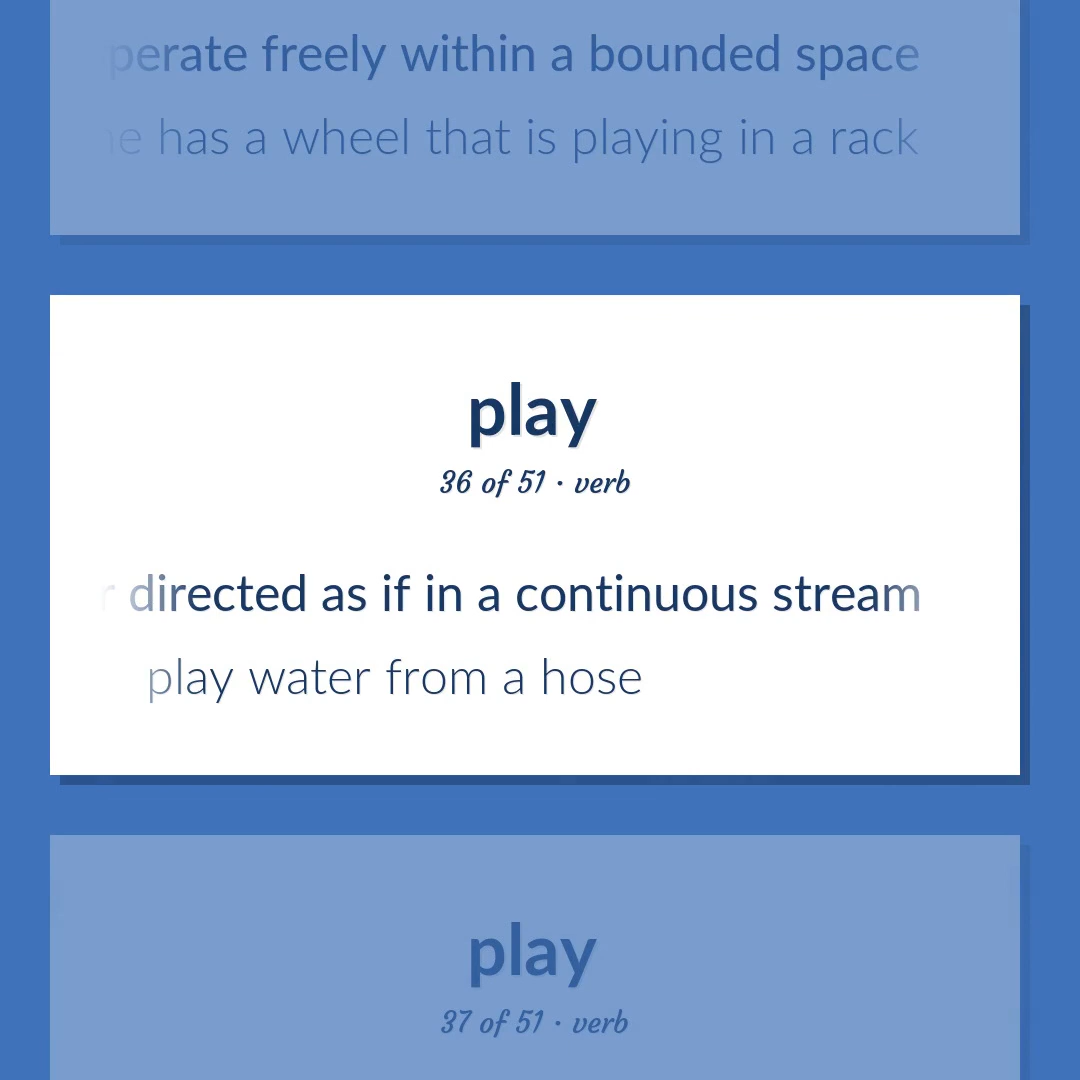 perate freely within a bounded space
ne has a wheel that is playing in a rack
play
36 of 51 · verb
r directed as if in a continuous stream
play water from a hose
play
37 of 51 · verb